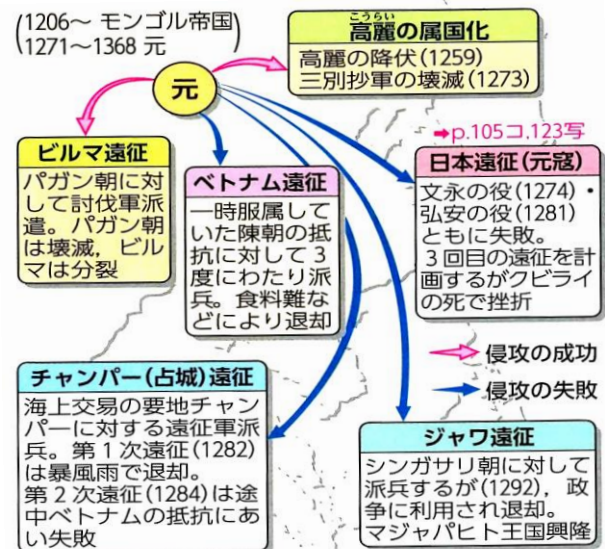 (1206～ モンゴル帝国
1271～1368 元)
元
こうらい
高麗の属国化
高麗の降伏(1259)
三別抄軍の壊滅(1273)
➡p.105コ,123写
ビルマ遠征
パガン朝に対
して討伐軍派
遣。パガン朝
は壊滅，ビル
マは分裂
ベトナム遠征
一時服属して
いた陳朝の抵
抗に対して3
度にわたり派
兵。食料難な
どにより退却
日本遠征(元寇)
文永の役(1274)・
弘安の役(1281)
ともに失敗。
3回目の遠征を計
画するがクビライ
の死で挫折
侵攻の成功
侵攻の失敗
チャンパー(占城)遠征
海上交易の要地チャン
パーに対する遠征軍派
兵。第1次遠征(1282)
は暴風雨で退却。
第2次遠征(1284)は途
中ベトナムの抵抗にあ
い失敗
ジャワ遠征
シンガサリ朝に対して
派兵するが(1292)，政
争に利用され退却。
マジャパヒト王国興隆